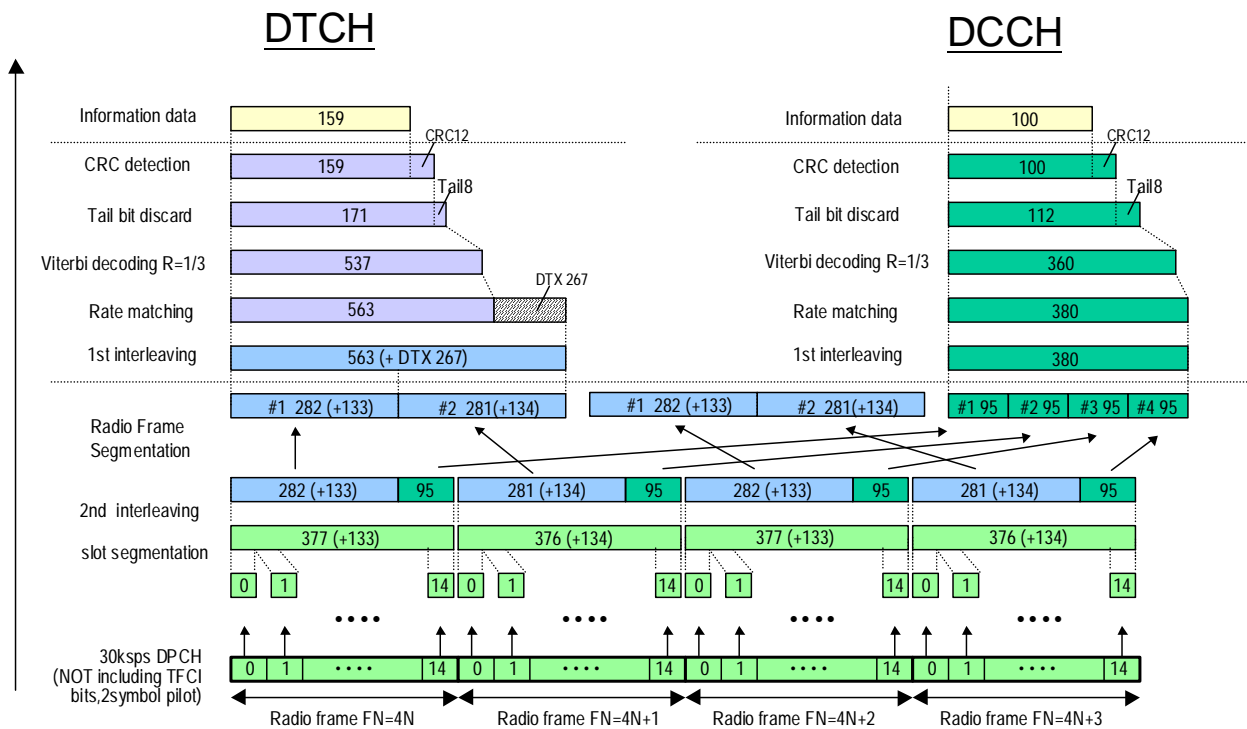 DTCH
DCCH
Information data
159
Information data
100
CRC12
CRC12
CRC detection
159
CRC detection
100
Tail8
Tail8
Tail bit discard
171
Tail bit discard
112
Viterbi decoding R=1/3
537
Viterbi decoding R=1/3
360
DTX 267
Rate matching
563
Rate matching
380
1st interleaving
563 (+ DTX 267)
1st interleaving
380
#1 282 (+133)
#2 281 (+134)
#1 282 (+133)
#2 281(+134)
#1 95
#2 95
#3 95
#4 95
Radio Frame
Segmentation
282 (+133)
95
281 (+134)
95
282 (+133)
95
281 (+134)
95
2nd interleaving
377 (+133)
376 (+134)
377 (+133)
376 (+134)
slot segmentation
0
1
14
0
1
14
0
1
14
0
1
14
30ksps DPCH
(NOT including TFCI
bits,2symbol pilot)
0
1
14
0
1
14
0
1
14
0
1
14
Radio frame FN=4N
Radio frame FN=4N+1
Radio frame FN=4N+2
Radio frame FN=4N+3